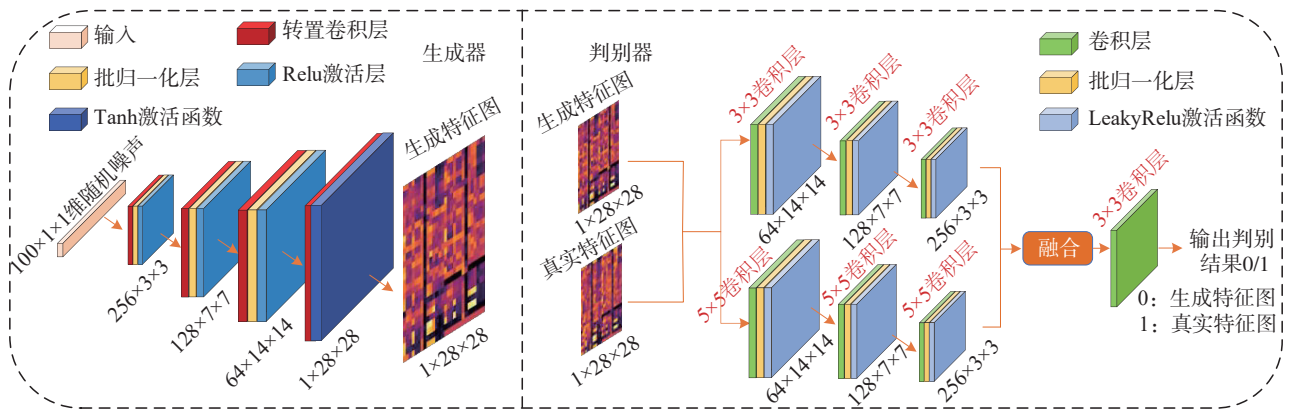 输入
转置卷积层
批归一化层
Relu激活层
Tanh激活函数
生成器
100×1×1维随机噪声
256×3×3
128×7×7
64×14×14
1×28×28
生成特征图
1×28×28
判别器
生成特征图
1×28×28
真实特征图
1×28×28
3×3卷积层
64×14×14
3×3卷积层
128×7×7
3×3卷积层
256×3×3
5×5卷积层
64×14×14
5×5卷积层
128×7×7
5×5卷积层
256×3×3
卷积层
批归一化层
LeakyRelu激活函数
融合
3×3卷积层
输出判别
结果0/1
0：生成特征图
1：真实特征图